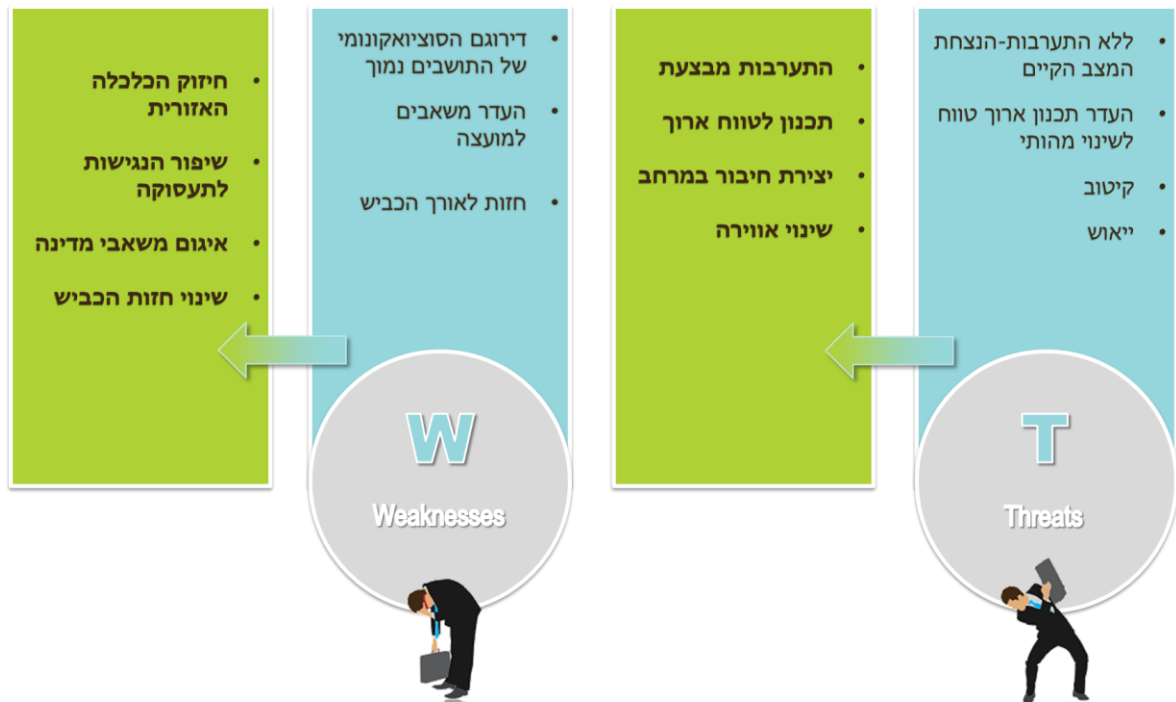 ללא התערבות-הנצחת
המצב הקיים
העדר תכנון ארוך טווח
לשינוי מהותי
קיטוב
ייאוש
T
Threats
התערבות מבצעת
תכנון לטווח ארוך
יצירת חיבור במרחב
שינוי אווירה
דירוגם הסוציואקונומי
של התושבים נמוך
העדר משאבים
למועצה
חזות לאורך הכביש
W
Weaknesses
חיזוק הכלכלה
האזורית
שיפור הנגישות
לתעסוקה
איגום משאבי מדינה
שינוי חזות הכביש